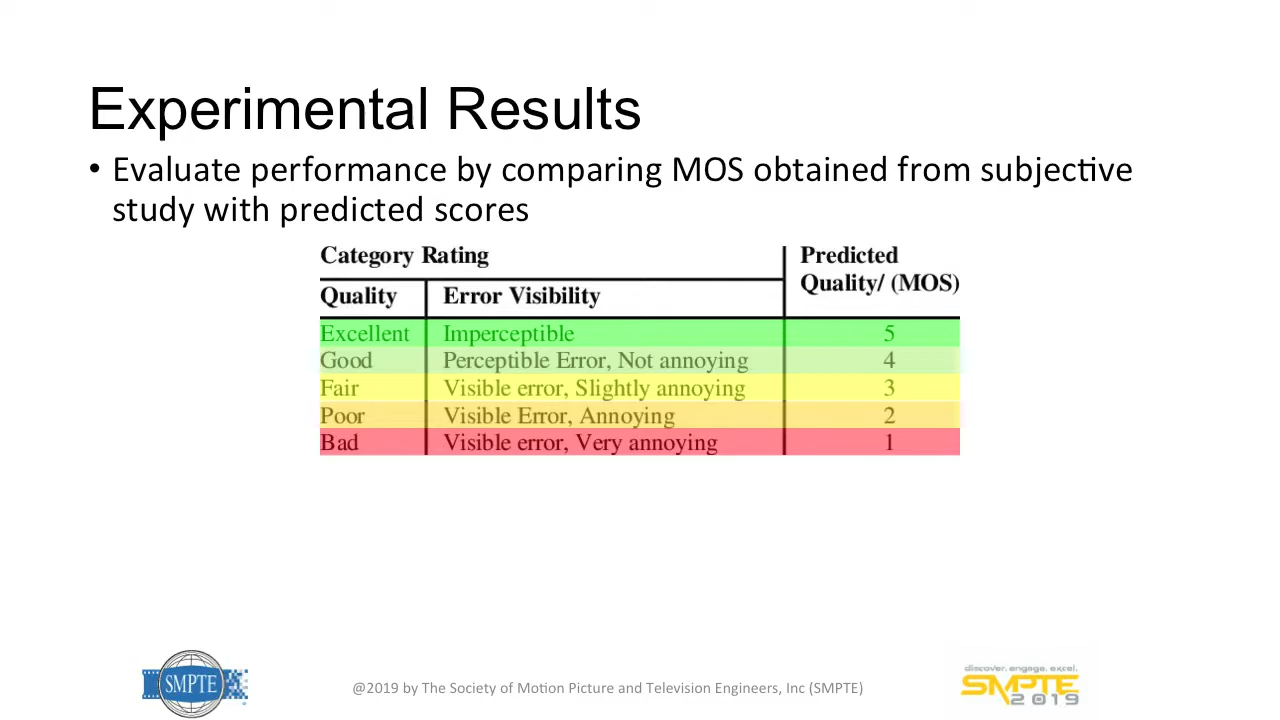 Experimental Results
• Evaluate performance by comparing MOS obtained from subjective
study with predicted scores
Category Rating
Predicted
Quality/ (MOS)
Quality Error Visibility
Excellent Imperceptible 5
Good Perceptible Error, Not annoying 4
Fair Visible error, Slightly annoying 3
Poor Visible Error, Annoying 2
Bad Visible error, Very annoying 1
SMPTE
@2019 by The Society of Motion Picture and Television Engineers, Inc (SMPTE)
discover. engage. excel.
SMPTE
2019